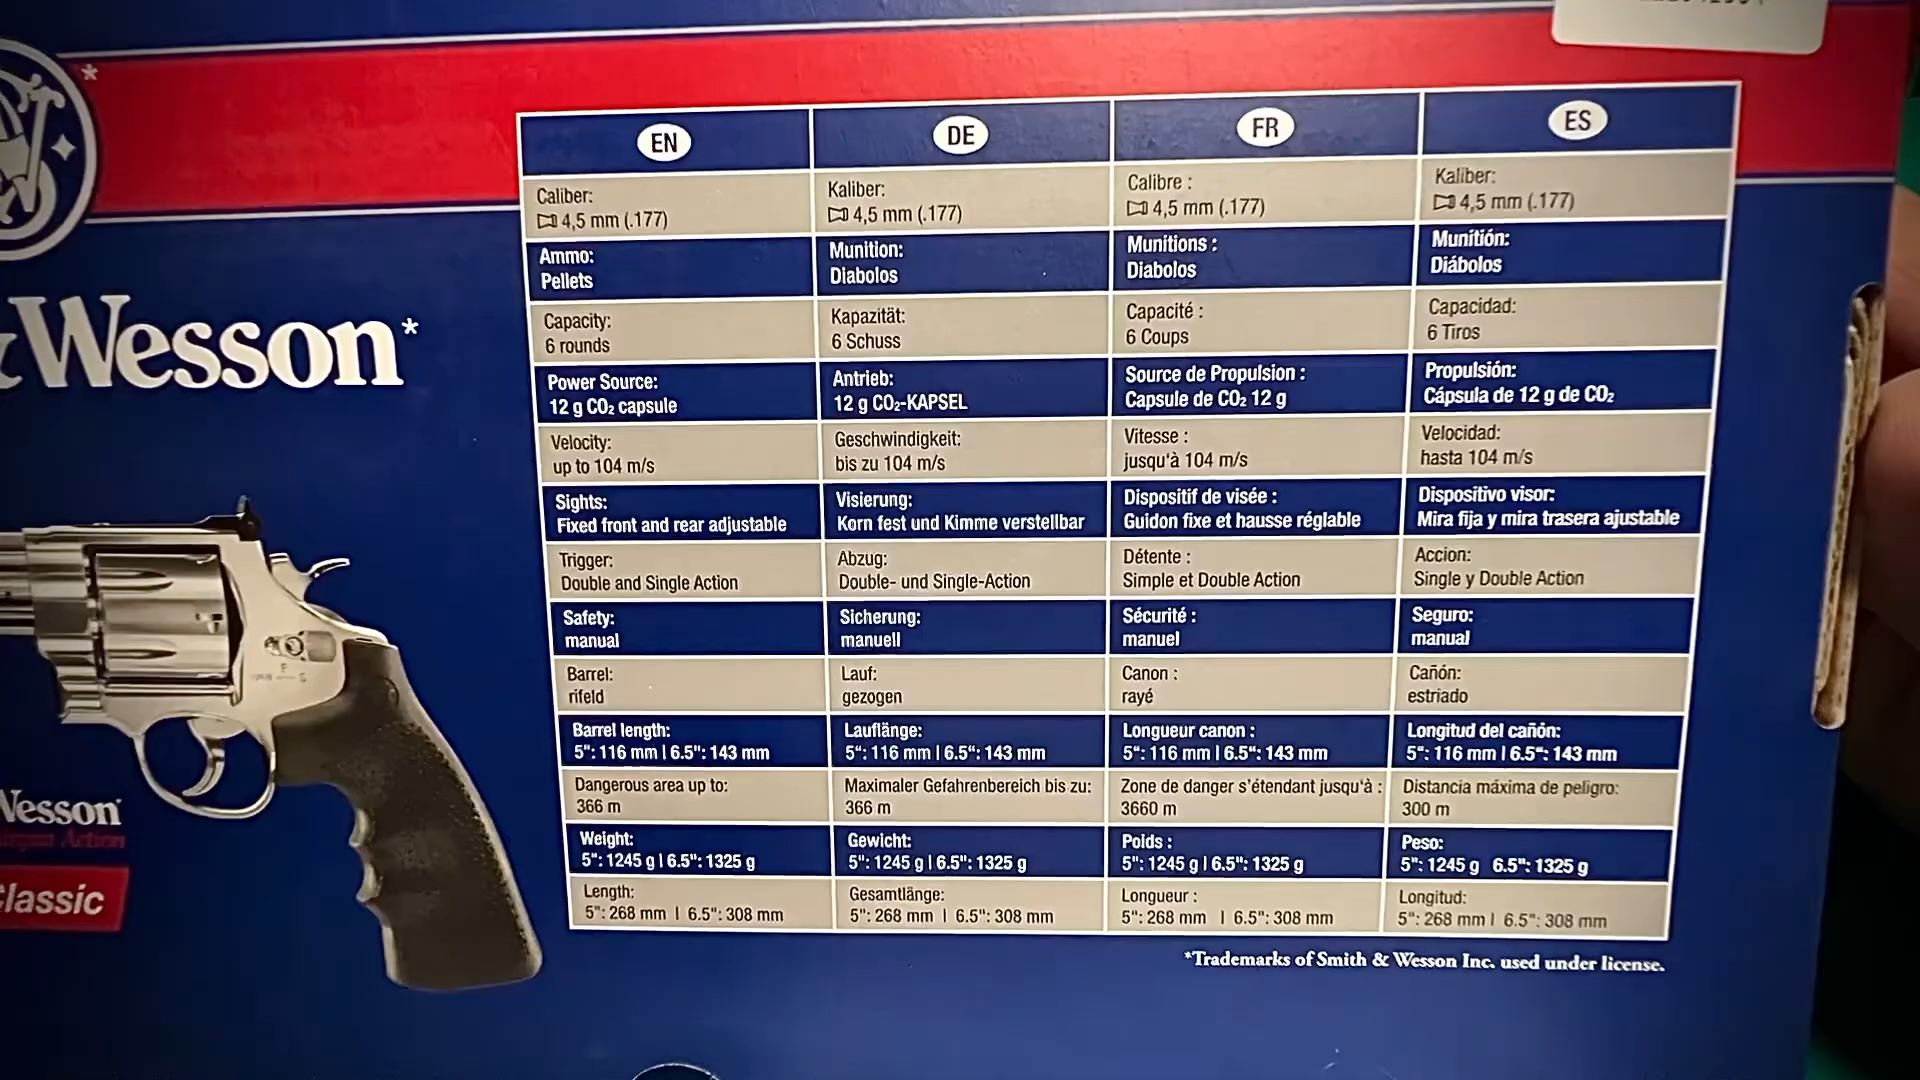 & Wesson*
Wesson
Classic
EN
DE
FR
ES
Caliber:
4,5 mm (.177)
Kaliber:
4,5 mm (.177)
Calibre :
4,5 mm (.177)
Kaliber:
4,5 mm (.177)
Ammo:
Pellets
Munition:
Diabolos
Munitions :
Diabolos
Munitión:
Diábolos
Capacity:
6 rounds
Kapazität:
6 Schuss
Capacité :
6 Coups
Capacidad:
6 Tiros
Power Source:
12 g CO₂ capsule
Antrieb:
12 g CO₂-KAPSEL
Source de Propulsion :
Capsule de CO₂ 12 g
Propulsión:
Cápsula de 12 g de CO₂
Velocity:
up to 104 m/s
Geschwindigkeit:
bis zu 104 m/s
Vitesse :
jusqu'à 104 m/s
Velocidad:
hasta 104 m/s
Sights:
Fixed front and rear adjustable
Visierung:
Korn fest und Kimme verstellbar
Dispositif de visée :
Guidon fixe et hausse réglable
Dispositivo visor:
Mira fija y mira trasera ajustable
Trigger:
Double and Single Action
Abzug:
Double- und Single-Action
Détente :
Simple et Double Action
Accion:
Single y Double Action
Safety:
manual
Sicherung:
manuell
Sécurité :
manuel
Seguro:
manual
Barrel:
rifeld
Lauf:
gezogen
Canon :
rayé
Cañón:
estriado
Barrel length:
5": 116 mm | 6.5": 143 mm
Lauflänge:
5": 116 mm | 6.5": 143 mm
Longueur canon :
5": 116 mm | 6.5": 143 mm
Longitud del cañón:
5": 116 mm | 6.5": 143 mm
Dangerous area up to:
366 m
Maximaler Gefahrenbereich bis zu:
366 m
Zone de danger s'étendant jusqu'à :
3660 m
Distancia máxima de peligro:
300 m
Weight:
5": 1245 g | 6.5": 1325 g
Gewicht:
5": 1245 g | 6.5": 1325 g
Poids :
5": 1245 g | 6.5": 1325 g
Peso:
5": 1245 g 6.5": 1325 g
Length:
5": 268 mm | 6.5": 308 mm
Gesamtlänge:
5": 268 mm | 6.5": 308 mm
Longueur :
5": 268 mm | 6.5": 308 mm
Longitud:
5": 268 mm | 6.5": 308 mm
*Trademarks of Smith & Wesson Inc. used under license.